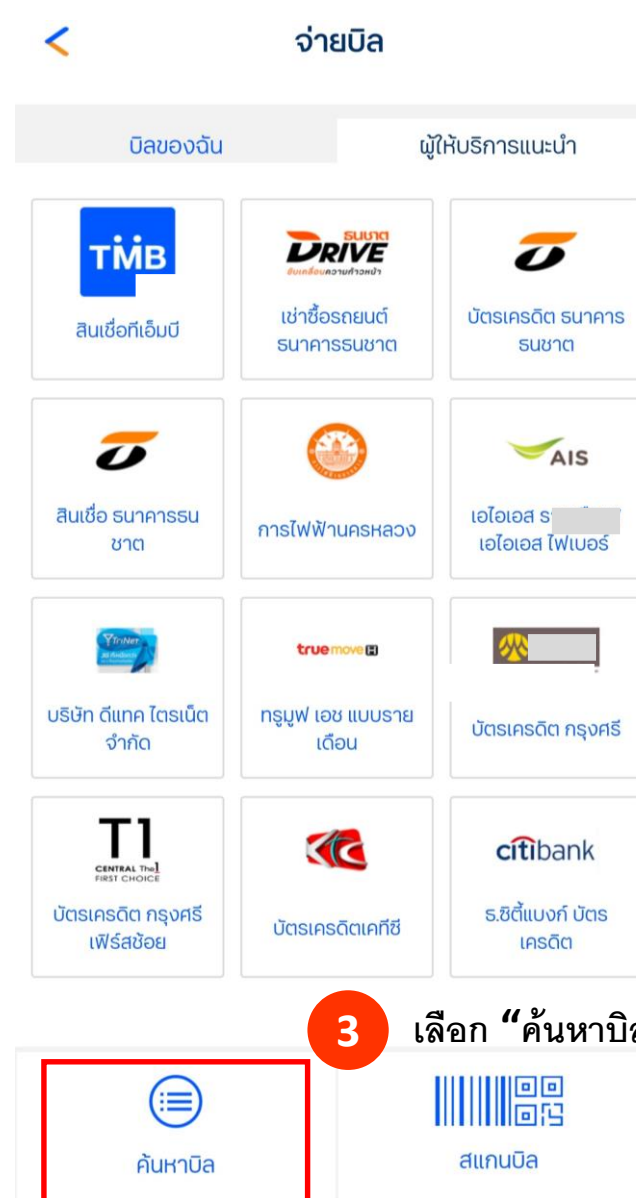 จ่ายบิล
บิลของฉัน
ผู้ให้บริการแนะนำ
TMB
สินเชื่อทีเอ็มบี
ธนชาต
DRIVE
ขับเคลื่อนความก้าวหน้า
เช่าซื้อรถยนต์
ธนาคารธนชาต
บัตรเครดิต ธนาคาร
ธนชาต
สินเชื่อ ธนาคารธน
ชาต
การไฟฟ้านครหลวง
AIS
เอไอเอส
เอไอเอส ไฟเบอร์
TriNet
บริษัท ดีแทค ไตรเน็ต
จำกัด
truemove H
ทรูมูฟ เอช แบบราย
เดือน
บัตรเครดิต กรุงศรี
T1
CENTRAL The1
FIRST CHOICE
บัตรเครดิต กรุงศรี
เฟิร์สช้อย
KTC
บัตรเครดิตเคทีซี
citibank
ธ.ซิตี้แบงก์ บัตร
เครดิต
3 เลือก “ค้นหาบิล
ค้นหาบิล
สแกนบิล